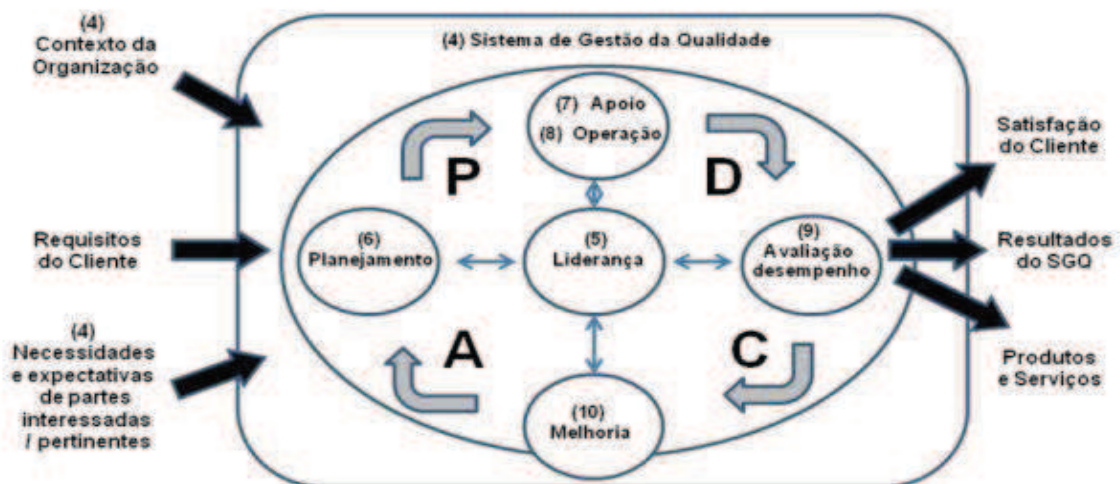 (4)
Contexto da
Organização
(4) Sistema de Gestão da Qualidade
(7) Apoio
(8) Operação
P
D
Satisfação
do Cliente
Requisitos
do Cliente
(6)
Planejamento
(5)
Liderança
(9)
Avaliação
desempenho
Resultados
do SGQ
(4)
Necessidades
e expectativas
de partes
interessadas
/ pertinentes
A
C
Produtos
e Serviços
(10)
Melhoria